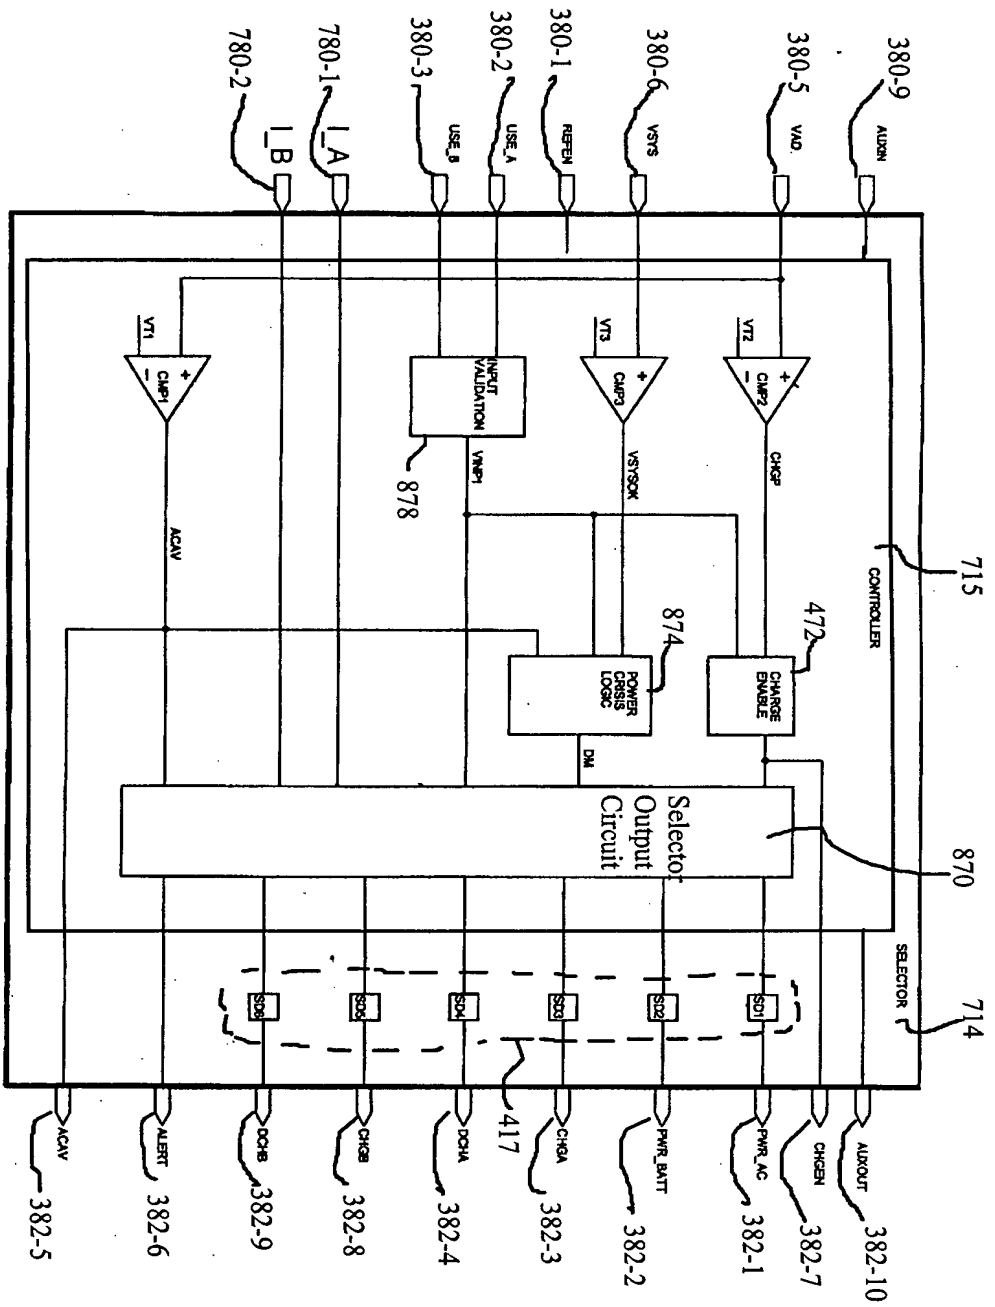 380-9
380-5
380-6
380-1
380-2
380-3
780-1
780-2
AUXIN
VAD
VSYS
REFEN
USE_A
USE_B
I_A
I_B
715
CONTROLLER
714
SELECTOR
VT2
+
−
CMP2
CHGP
VT3
+
CMP3
VSYSOK
INPUT
VALIDATION
878
VINP1
VT1
+
−
CMP1
ACAV
472
CHARGE
ENABLE
874
POWER
CRISIS
LOGIC
DM
870
Selector
Output
Circuit
SD1
SD2
SD3
SD4
SD5
SD6
417
AUXOUT
CHGEN
PWR_AC
PWR_BATT
CHGA
DCHA
CHGB
DCHB
ALERT
ACAV
382-10
382-7
382-1
382-2
382-3
382-4
382-8
382-9
382-6
382-5